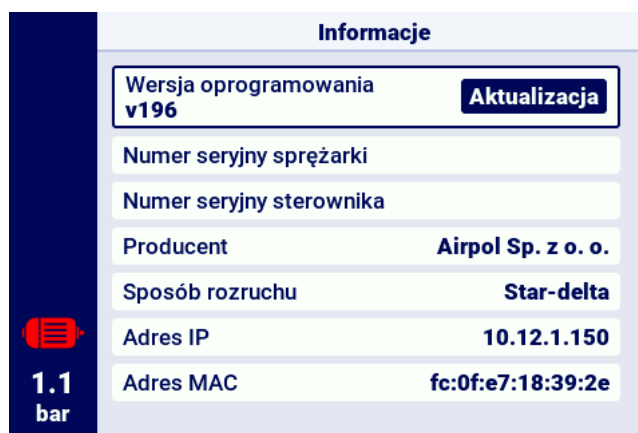 Informacje
Wersja oprogramowania
v196
Aktualizacja
Numer seryjny sprężarki
Numer seryjny sterownika
Producent Airpol Sp. z o. o.
Sposób rozruchu Star-delta
Adres IP 10.12.1.150
Adres MAC fc:0f:e7:18:39:2e
1.1
bar